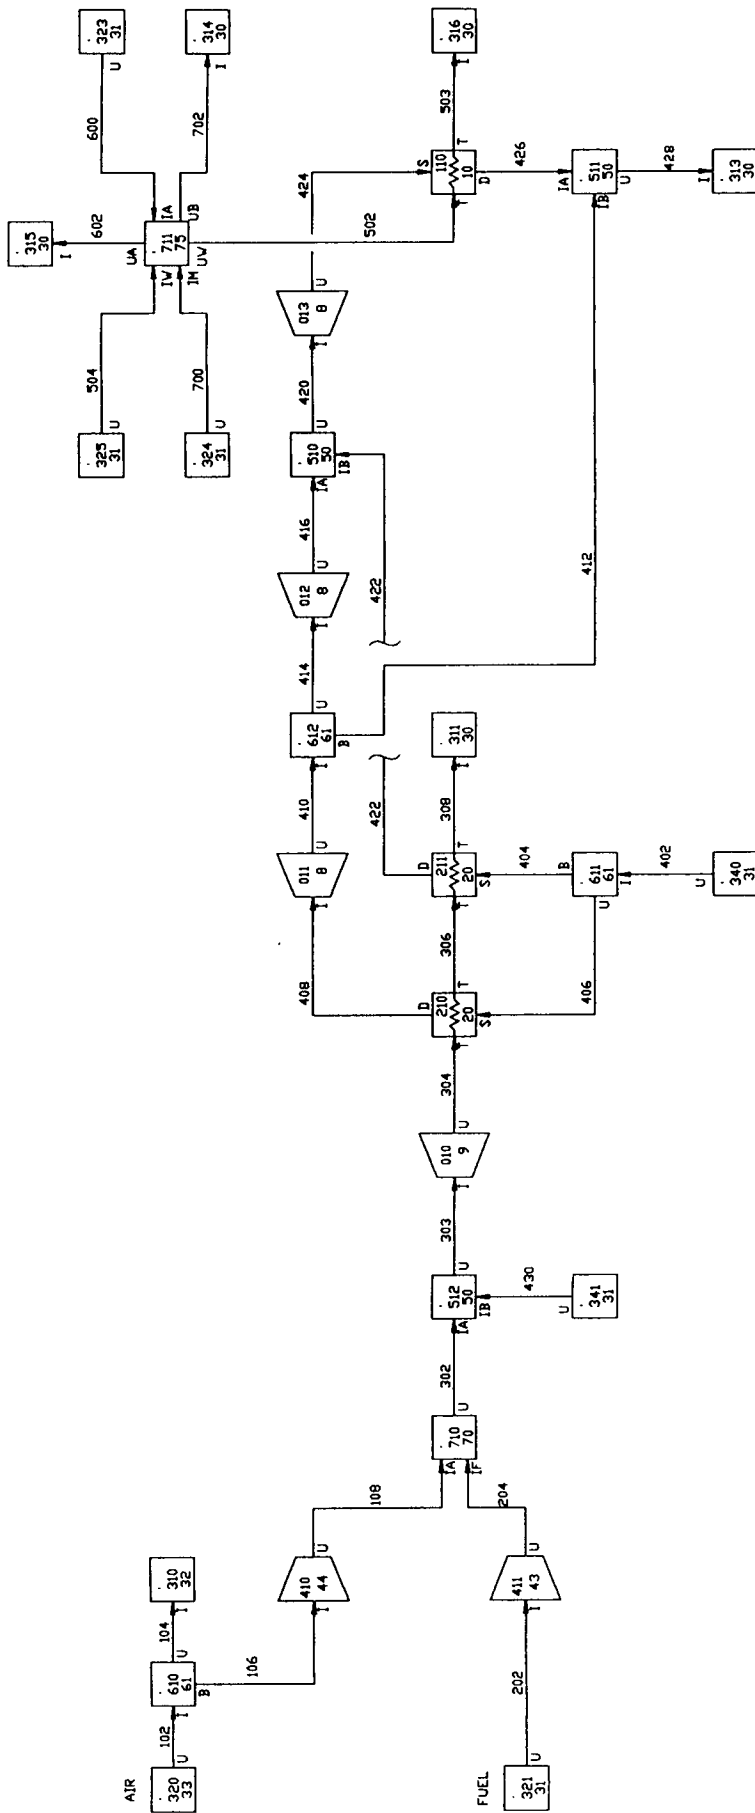 AIR
320
33
U
102
I
610
61
U
B
104
I
310
32
106
I
410
44
U
108
FUEL
321
31
U
202
I
411
43
U
204
IA
IF
710
70
U
302
IA
512
50
IB
U
430
U
341
31
303
I
010
9
U
304
T
210
20
D
S
T
306
T
211
20
D
S
T
308
I
311
30
408
406
404
U
611
61
B
I
402
U
340
31
I
011
8
U
410
I
612
61
U
B
422
414
I
012
8
U
422
412
416
IA
510
50
IB
U
420
I
013
8
U
424
S
110
10
T
D
T
503
I
316
30
426
IA
511
50
IB
U
428
I
313
30
502
325
31
U
504
324
31
U
700
IW
IM
711
75
UA
UW
IA
UB
602
I
315
30
600
U
323
31
702
I
314
30